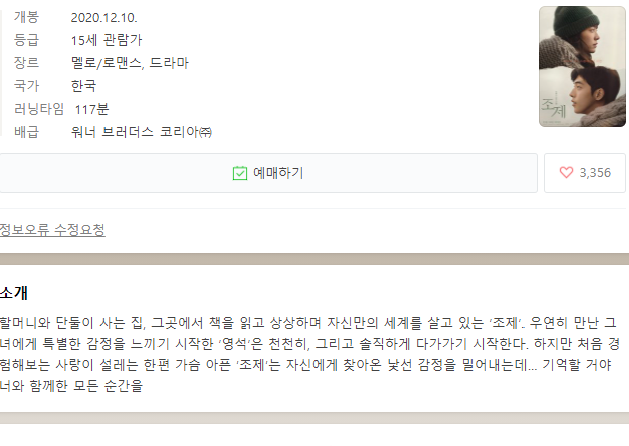 개봉 2020.12.10.
등급 15세 관람가
장르 멜로/로맨스, 드라마
국가 한국
러닝타임 117분
배급 워너 브러더스 코리아㈜
조제
예매하기
3,356
정보오류 수정요청
소개
할머니와 단둘이 사는 집, 그곳에서 책을 읽고 상상하며 자신만의 세계를 살고 있는 ‘조제’. 우연히 만난 그
녀에게 특별한 감정을 느끼기 시작한 ‘영석’은 천천히, 그리고 솔직하게 다가가기 시작한다. 하지만 처음 경
험해보는 사랑이 설레는 한편 가슴 아픈 ‘조제’는 자신에게 찾아온 낯선 감정을 밀어내는데... 기억할 거야
너와 함께한 모든 순간을